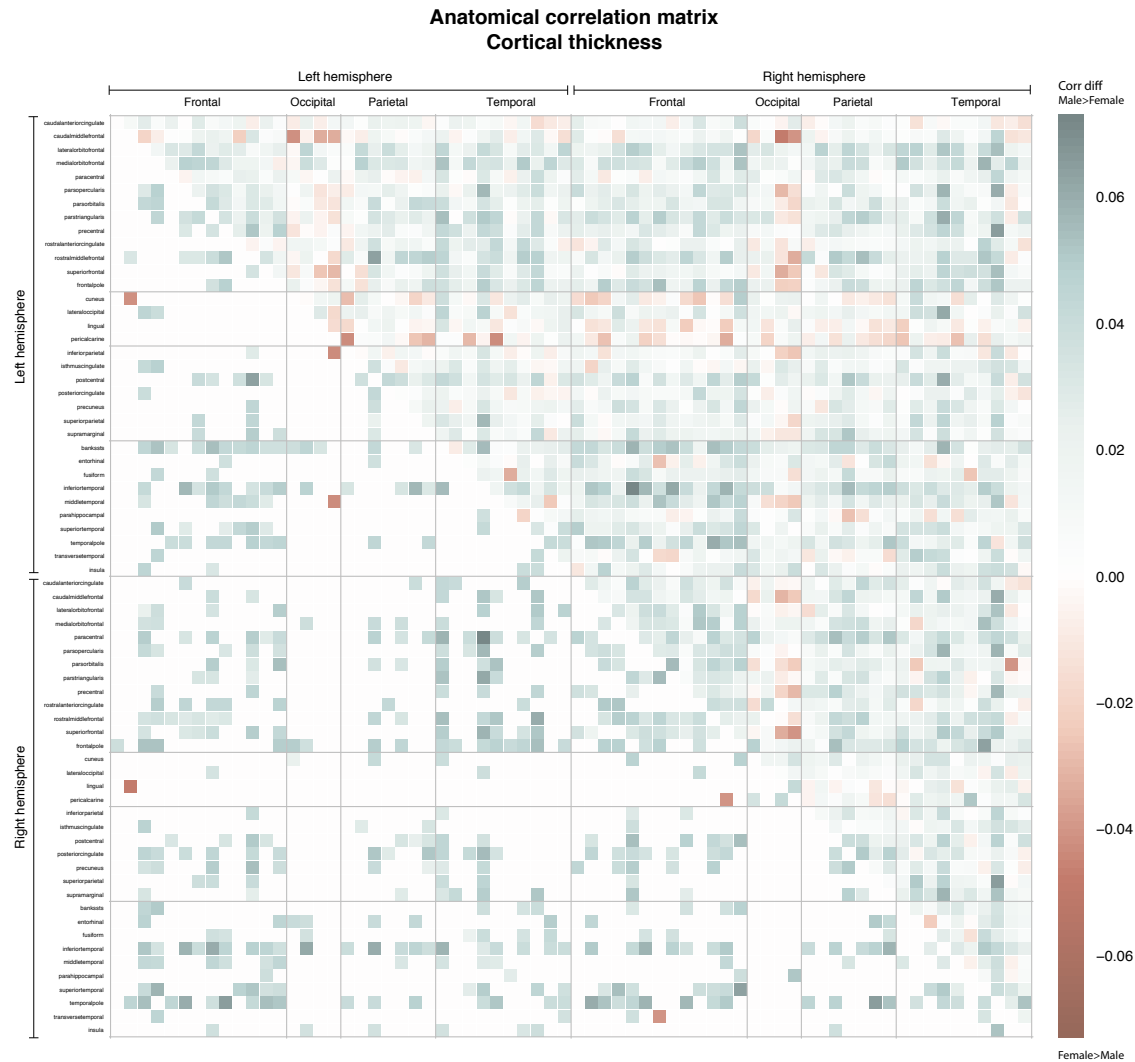 Anatomical correlation matrix
Cortical thickness
Left hemisphere
Right hemisphere
Frontal
Occipital
Parietal
Temporal
Frontal
Occipital
Parietal
Temporal
Corr diff
Male>Female
Left hemisphere
caudalanteriorcingulate
caudalmiddlefrontal
lateralorbitofrontal
medialorbitofrontal
paracentral
parsopercularis
parsorbitalis
parstriangularis
precentral
rostralanteriorcingulate
rostralmiddlefrontal
superiorfrontal
frontalpole
cuneus
lateraloccipital
lingual
pericalcarine
inferiorparietal
isthmuscingulate
postcentral
posteriorcingulate
precuneus
superiorparietal
supramarginal
bankssts
entorhinal
fusiform
inferiortemporal
middletemporal
parahippocampal
superiortemporal
temporalpole
transversetemporal
insula
Right hemisphere
caudalanteriorcingulate
caudalmiddlefrontal
lateralorbitofrontal
medialorbitofrontal
paracentral
parsopercularis
parsorbitalis
parstriangularis
precentral
rostralanteriorcingulate
rostralmiddlefrontal
superiorfrontal
frontalpole
cuneus
lateraloccipital
lingual
pericalcarine
inferiorparietal
isthmuscingulate
postcentral
posteriorcingulate
precuneus
superiorparietal
supramarginal
bankssts
entorhinal
fusiform
inferiortemporal
middletemporal
parahippocampal
superiortemporal
temporalpole
transversetemporal
insula
0.06
0.04
0.02
0.00
−0.02
−0.04
−0.06
Female>Male